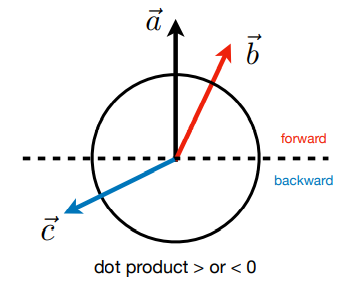 a⃗
b⃗
forward
backward
c⃗
dot product > or < 0